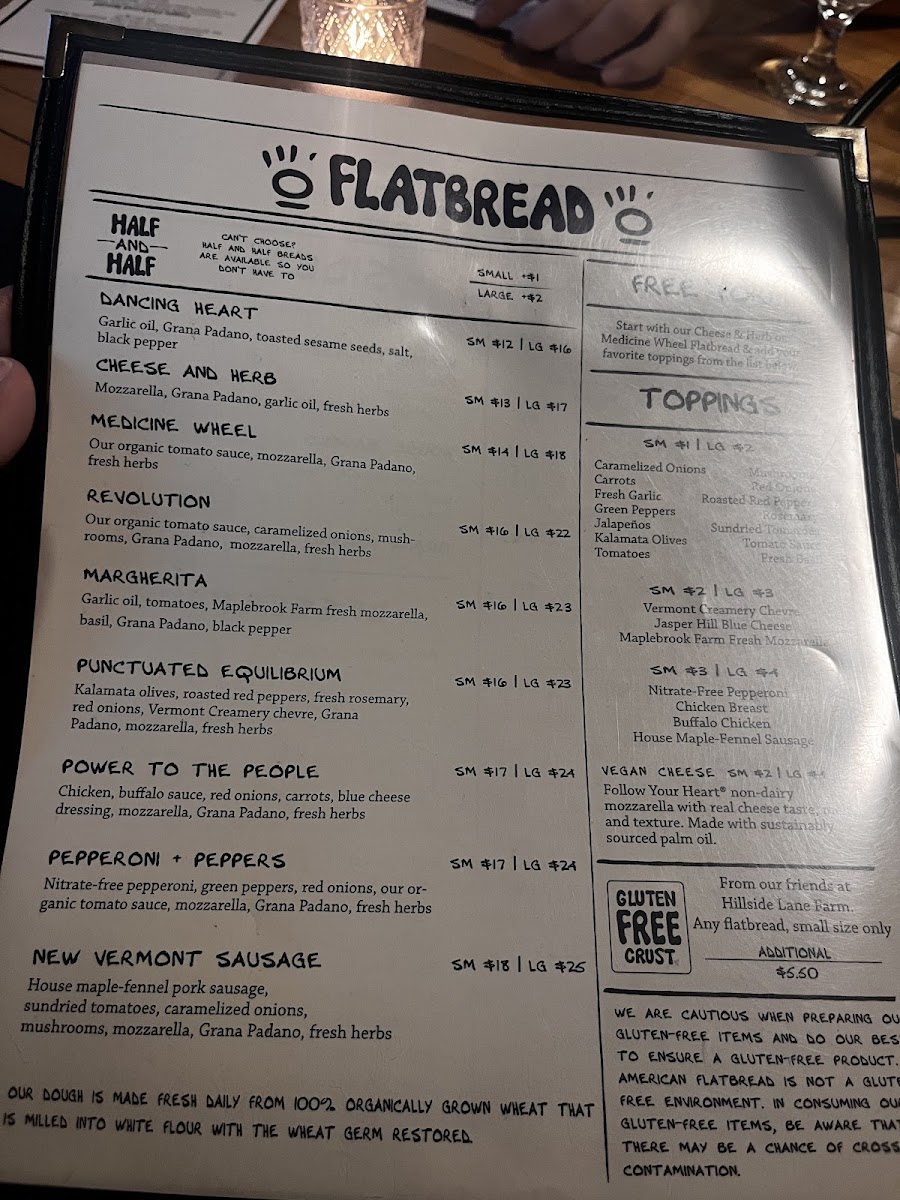 FLATBREAD
HALF
AND
HALF
CAN'T CHOOSE?
HALF AND HALF BREADS
ARE AVAILABLE SO YOU
DON'T HAVE TO
SMALL +$1
LARGE +$2
DANCING HEART
Garlic oil, Grana Padano, toasted sesame seeds, salt,
black pepper
SM $12 | LG $16
CHEESE AND HERB
Mozzarella, Grana Padano, garlic oil, fresh herbs
SM $13 | LG $17
MEDICINE WHEEL
Our organic tomato sauce, mozzarella, Grana Padano,
fresh herbs
SM $14 | LG $18
REVOLUTION
Our organic tomato sauce, caramelized onions, mush-
rooms, Grana Padano, mozzarella, fresh herbs
SM $16 | LG $22
MARGHERITA
Garlic oil, tomatoes, Maplebrook Farm fresh mozzarella,
basil, Grana Padano, black pepper
SM $16 | LG $23
PUNCTUATED EQUILIBRIUM
Kalamata olives, roasted red peppers, fresh rosemary,
red onions, Vermont Creamery chevre, Grana
Padano, mozzarella, fresh herbs
SM $16 | LG $23
POWER TO THE PEOPLE
Chicken, buffalo sauce, red onions, carrots, blue cheese
dressing, mozzarella, Grana Padano, fresh herbs
SM $17 | LG $24
PEPPERONI + PEPPERS
Nitrate-free pepperoni, green peppers, red onions, our or-
ganic tomato sauce, mozzarella, Grana Padano, fresh herbs
SM $17 | LG $24
NEW VERMONT SAUSAGE
House maple-fennel pork sausage,
sundried tomatoes, caramelized onions,
mushrooms, mozzarella, Grana Padano, fresh herbs
SM $18 | LG $25
OUR DOUGH IS MADE FRESH DAILY FROM 100% ORGANICALLY GROWN WHEAT THAT
IS MILLED INTO WHITE FLOUR WITH THE WHEAT GERM RESTORED.
FREE
Start with our Cheese & Herb or
Medicine Wheel Flatbread & add your
favorite toppings from the list below
TOPPINGS
SM $1 | LG $2
Caramelized Onions
Carrots
Fresh Garlic
Green Peppers
Jalapeños
Kalamata Olives
Tomatoes
Mushrooms
Red Onions
Roasted Red Pepper
Rosemary
Sundried Tomatoes
Tomato Sauce
Fresh Basil
SM $2 | LG $3
Vermont Creamery Chevre
Jasper Hill Blue Cheese
Maplebrook Farm Fresh Mozzarella
SM $3 | LG $4
Nitrate-Free Pepperoni
Chicken Breast
Buffalo Chicken
House Maple-Fennel Sausage
VEGAN CHEESE SM $2 | LG
Follow Your Heart® non-dairy
mozzarella with real cheese taste,
and texture. Made with sustainably
sourced palm oil.
GLUTEN
FREE
CRUST
From our friends at
Hillside Lane Farm.
Any flatbread, small size only
ADDITIONAL
$5.50
WE ARE CAUTIOUS WHEN PREPARING OU
GLUTEN-FREE ITEMS AND DO OUR BES
TO ENSURE A GLUTEN-FREE PRODUCT.
AMERICAN FLATBREAD IS NOT A GLUTE
FREE ENVIRONMENT. IN CONSUMING OU
GLUTEN-FREE ITEMS, BE AWARE THAT
THERE MAY BE A CHANCE OF CROSS
CONTAMINATION.